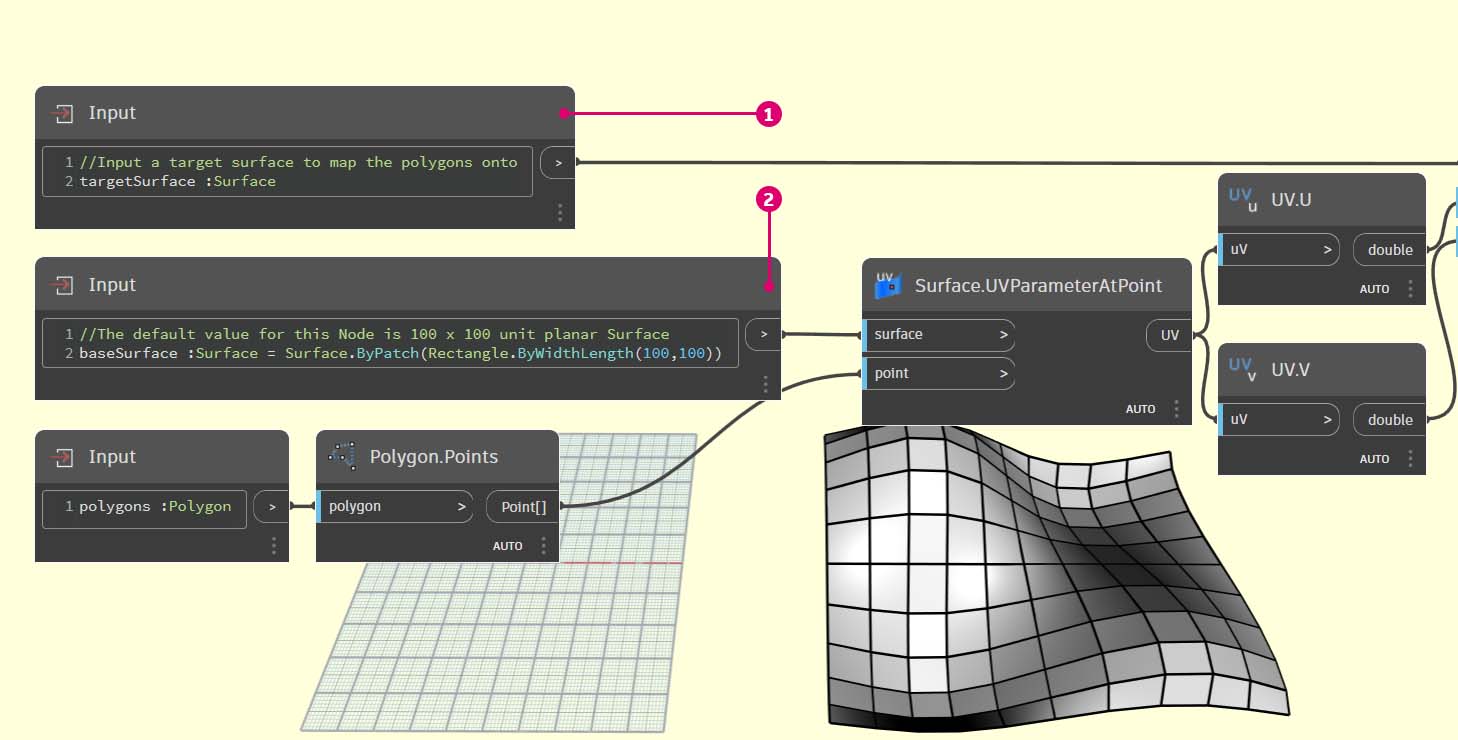 Input
1
1 //Input a target surface to map the polygons onto
>
2 targetSurface :Surface
2
UV u UV.U
uV > double
AUTO
Input
1 //The default value for this Node is 100 x 100 unit planar Surface
>
2 baseSurface :Surface = Surface.ByPatch(Rectangle.ByWidthLength(100,100))
UV Surface.UVParameterAtPoint
surface > UV
point >
AUTO
UV v UV.V
uV > double
AUTO
Input
1 polygons :Polygon
>
Polygon.Points
polygon > Point[]
AUTO